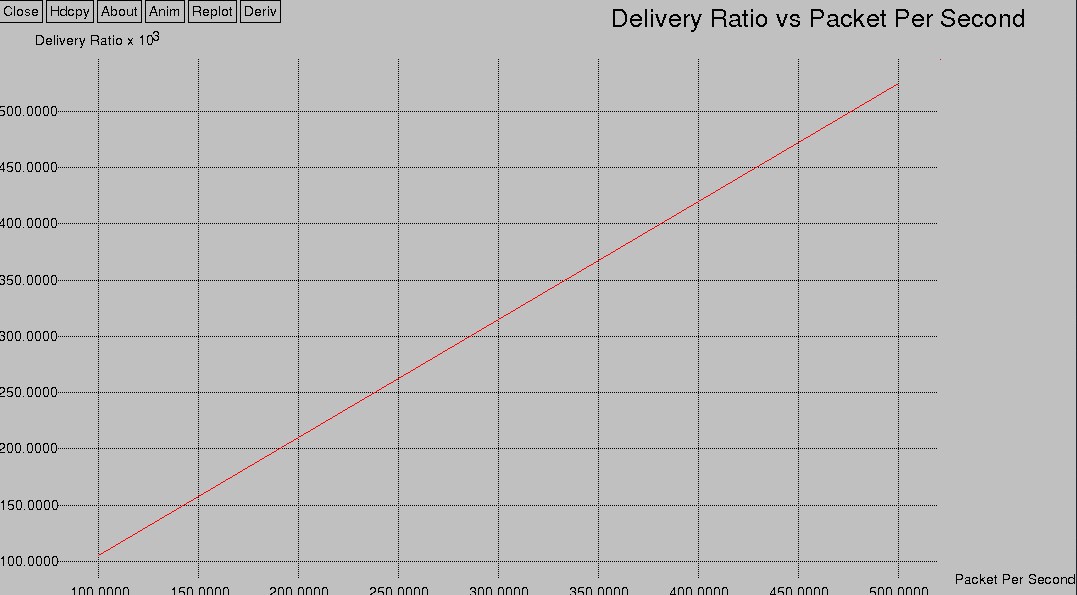 Close Hdcpy About Anim Replot Deriv
Delivery Ratio vs Packet Per Second
Delivery Ratio x 10³
500.0000
450.0000
400.0000
350.0000
300.0000
250.0000
200.0000
150.0000
100.0000
Packet Per Second
100.0000 150.0000 200.0000 250.0000 300.0000 350.0000 400.0000 450.0000 500.0000